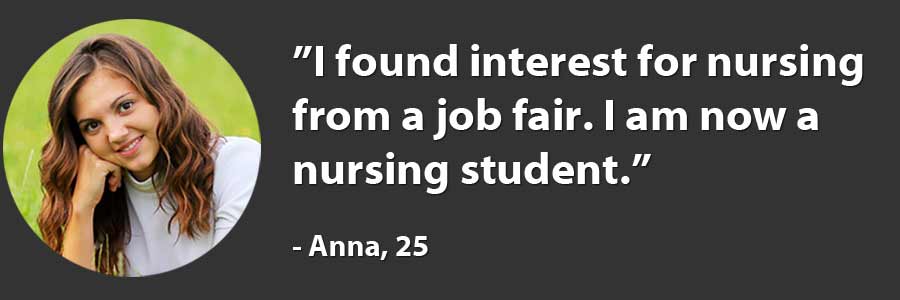 ”I found interest for nursing
from a job fair. I am now a
nursing student.”
- Anna, 25